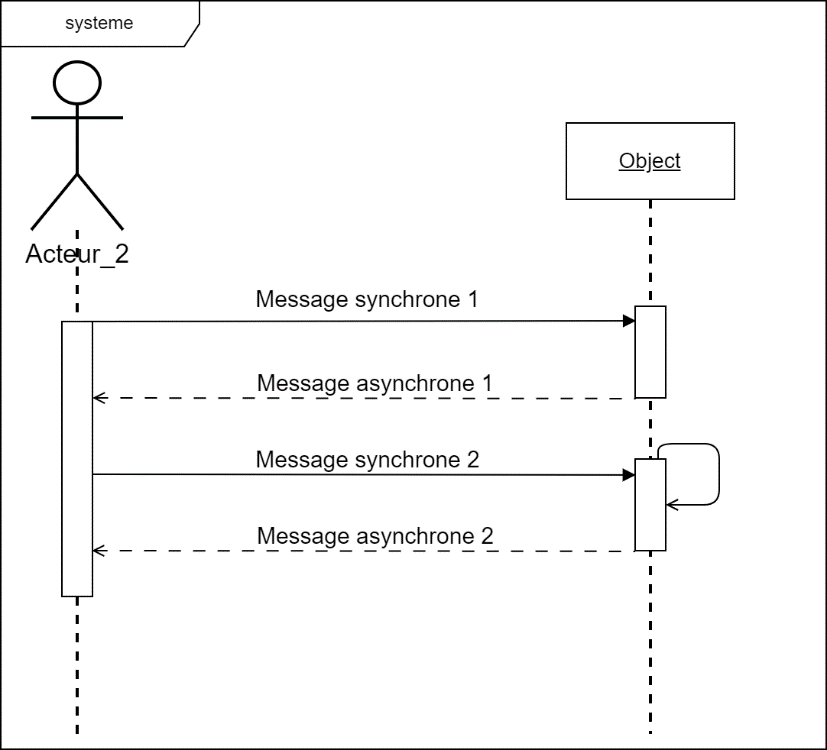 systeme
Object
Acteur_2
Message synchrone 1
Message asynchrone 1
Message synchrone 2
Message asynchrone 2